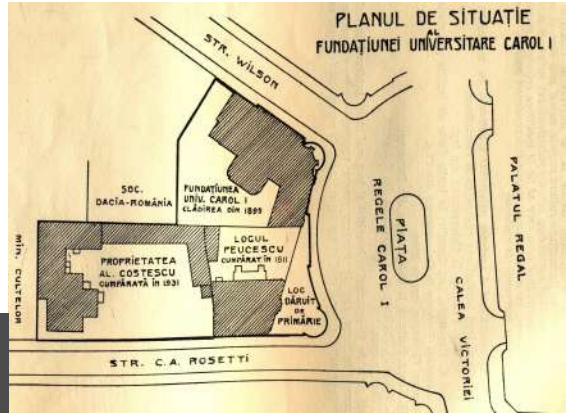 PLANUL DE SITUAȚIE
AL
FUNDAȚIUNEI UNIVERSITARE CAROL I
STR. WILSON
SOC.
DACIA-ROMÂNIA
FUNDAȚIUNEA
UNIV. CAROL I
CLĂDIREA DIN 1895
MIN. CULTELOR
PROPRIETATEA
AL. COSTESCU
CUMPĂRATĂ ÎN 1931
LOCUL
PEUCESCU
CUMPĂRAT ÎN 1911
LOC
DĂRUIT
DE
PRIMĂRIE
PIAȚA
REGELE CAROL I
CALEA VICTORIEI
PALATUL REGAL
STR. C.A. ROSETTI